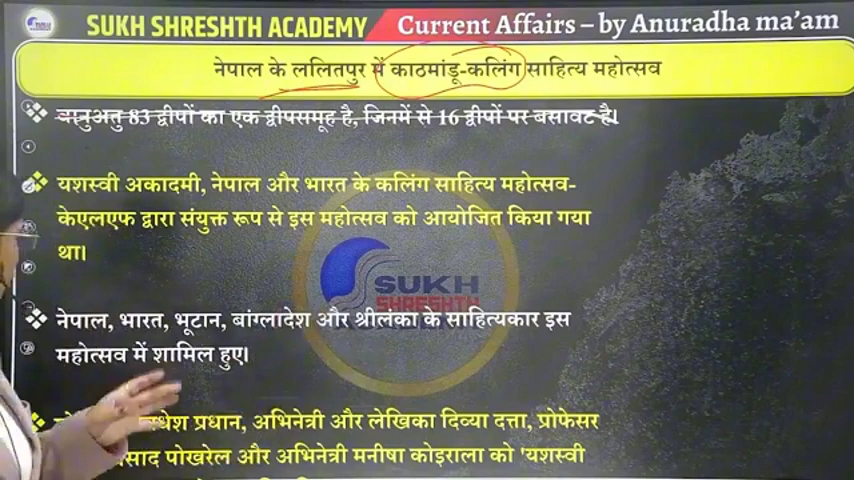 SUKH SHRESHTH ACADEMY
Current Affairs – by Anuradha ma'am
नेपाल के ललितपुर में काठमांडू-कलिंग साहित्य महोत्सव
वानुअतु 83 द्वीपों का एक द्वीपसमूह है, जिनमें से 16 द्वीपों पर बसावट है।
यशस्वी अकादमी, नेपाल और भारत के कलिंग साहित्य महोत्सव-
केएलएफ द्वारा संयुक्त रूप से इस महोत्सव को आयोजित किया गया
था।
SUKH
SHRESHTH
नेपाल, भारत, भूटान, बांग्लादेश और श्रीलंका के साहित्यकार इस
महोत्सव में शामिल हुए।
प्रधान, अभिनेत्री और लेखिका दिव्या दत्ता, प्रोफेसर
पोखरेल और अभिनेत्री मनीषा कोइराला को 'यशस्वी